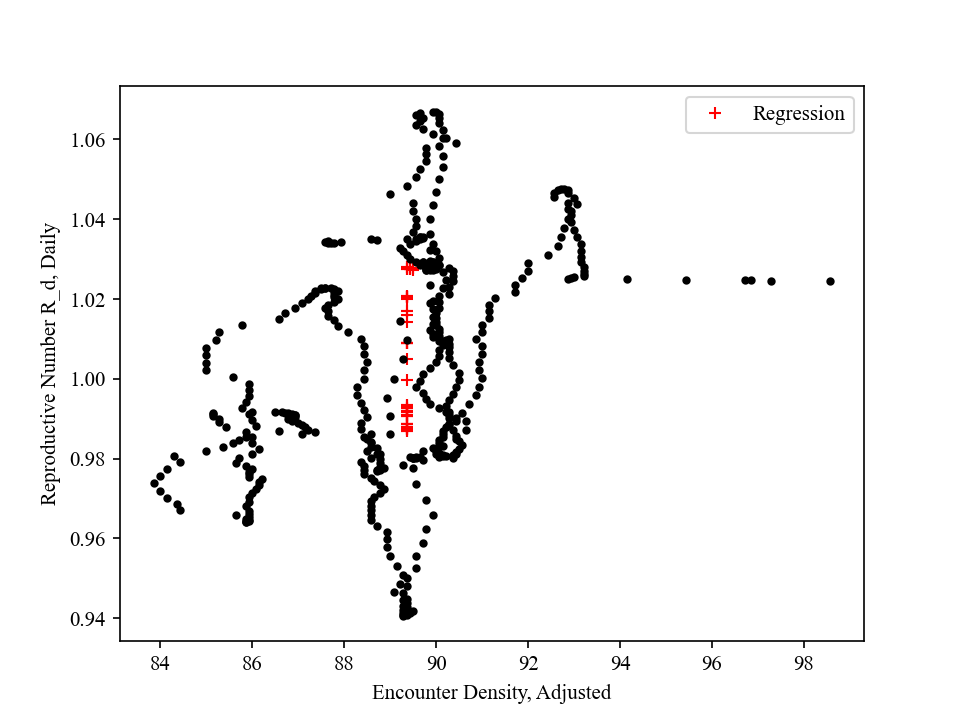 Regression
1.06
1.04
1.02
1.00
0.98
0.96
0.94
Reproductive Number R_d, Daily
84 86 88 90 92 94 96 98
Encounter Density, Adjusted